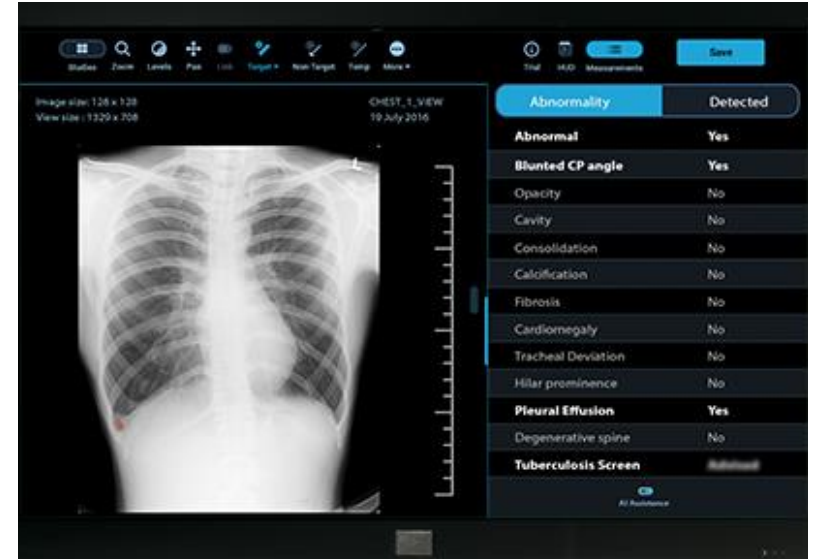 Studies Zoom Levels Pan Link Target Non-Target Temp More
Trial HUD Measurements Save
Image size: 128 x 128
View size : 1329 x 708
CHEST_1_VIEW
19 July 2016
L
Abnormality Detected
Abnormal Yes
Blunted CP angle Yes
Opacity No
Cavity No
Consolidation No
Calcification No
Fibrosis No
Cardiomegaly No
Tracheal Deviation No
Hilar prominence No
Pleural Effusion Yes
Degenerative spine No
Tuberculosis Screen
AI Assistance